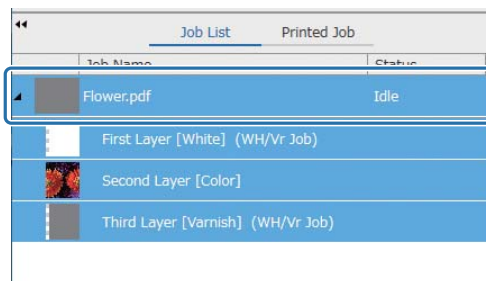 Job List Printed Job
Job Name Status
Flower.pdf Idle
First Layer [White] (WH/Vr Job)
Second Layer [Color]
Third Layer [Varnish] (WH/Vr Job)